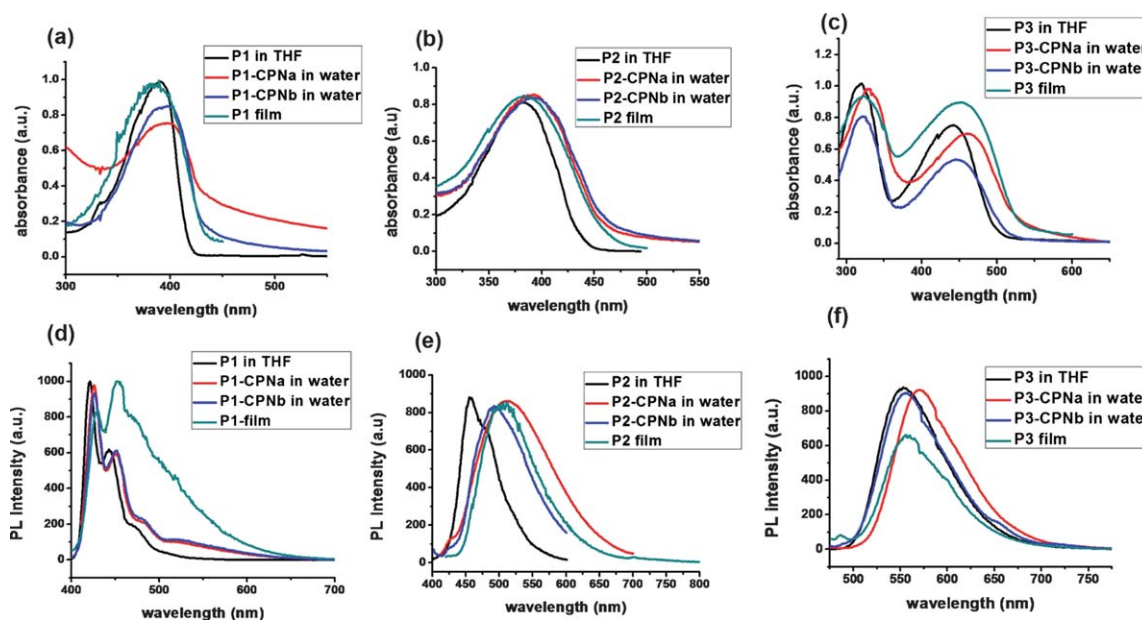 (a)
P1 in THF
P1-CPNa in water
P1-CPNb in water
P1 film
absorbance (a.u.)
1.0
0.8
0.6
0.4
0.2
0.0
300 400 500
wavelength (nm)
(b)
P2 in THF
P2-CPNa in water
P2-CPNb in water
P2 film
absorbance (a.u)
1.0
0.8
0.6
0.4
0.2
0.0
300 350 400 450 500 550
wavelength (nm)
(c)
P3 in THF
P3-CPNa in water
P3-CPNb in water
P3 film
absorbance (a.u.)
1.2
1.0
0.8
0.6
0.4
0.2
0.0
300 400 500 600
wavelength (nm)
(d)
P1 in THF
P1-CPNa in water
P1-CPNb in water
P1-film
PL Intensity (a.u)
1000
800
600
400
200
0
400 450 500 550 600 650 700
wavelength (nm)
(e)
P2 in THF
P2-CPNa in water
P2-CPNb in water
P2 film
PL Intensity (a.u)
1000
800
600
400
200
0
400 450 500 550 600 650 700 750 800
wavelength (nm)
(f)
P3 in THF
P3-CPNa in water
P3-CPNb in water
P3 film
PL intensity (a.u.)
1000
800
600
400
200
0
500 550 600 650 700 750
wavelength (nm)